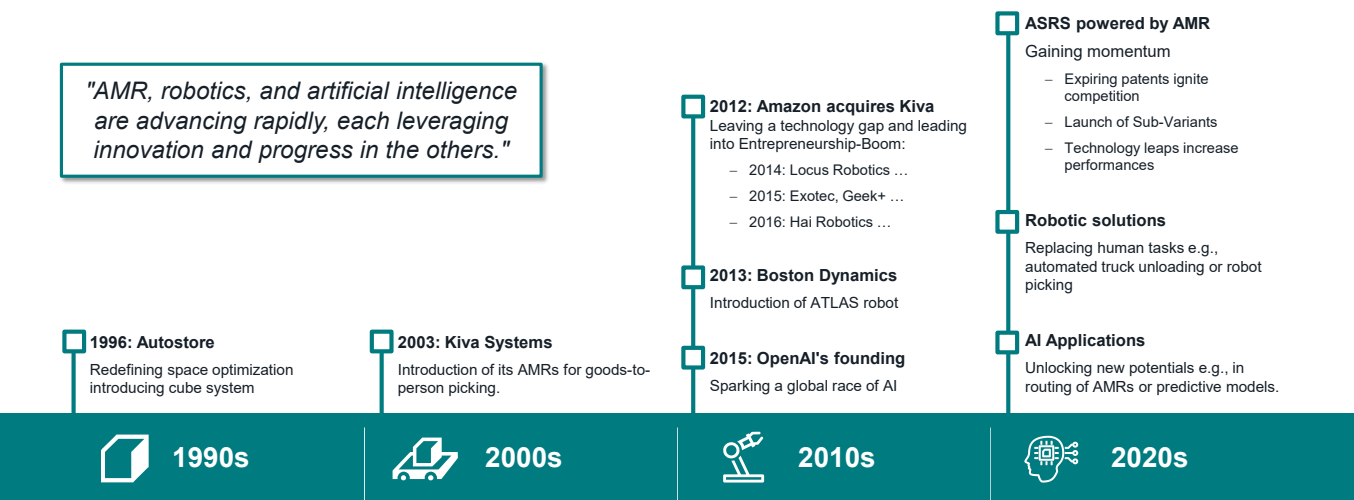 "AMR, robotics, and artificial intelligence
are advancing rapidly, each leveraging
innovation and progress in the others."
1996: Autostore
Redefining space optimization
introducing cube system
2003: Kiva Systems
Introduction of its AMRs for goods-to-
person picking.
2012: Amazon acquires Kiva
Leaving a technology gap and leading
into Entrepreneurship-Boom:
– 2014: Locus Robotics …
– 2015: Exotec, Geek+ …
– 2016: Hai Robotics …
2013: Boston Dynamics
Introduction of ATLAS robot
2015: OpenAI's founding
Sparking a global race of AI
ASRS powered by AMR
Gaining momentum
– Expiring patents ignite
competition
– Launch of Sub-Variants
– Technology leaps increase
performances
Robotic solutions
Replacing human tasks e.g.,
automated truck unloading or robot
picking
AI Applications
Unlocking new potentials e.g., in
routing of AMRs or predictive models.
1990s
2000s
2010s
2020s